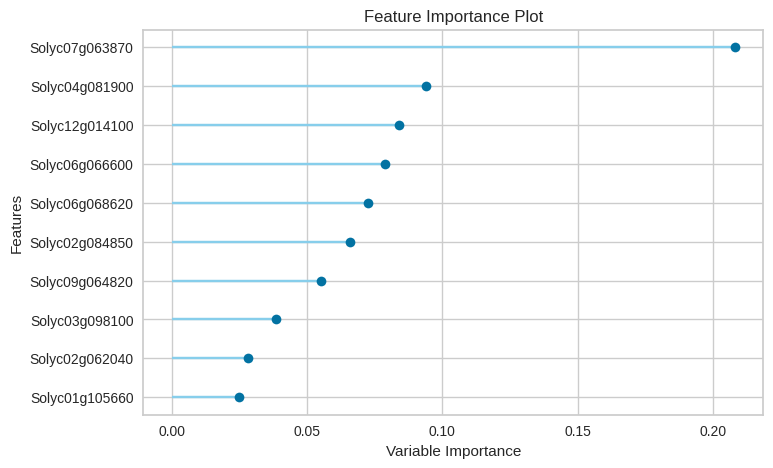 Feature Importance Plot
Solyc07g063870
Solyc04g081900
Solyc12g014100
Solyc06g066600
Solyc06g068620
Solyc02g084850
Solyc09g064820
Solyc03g098100
Solyc02g062040
Solyc01g105660
Features
0.00 0.05 0.10 0.15 0.20
Variable Importance